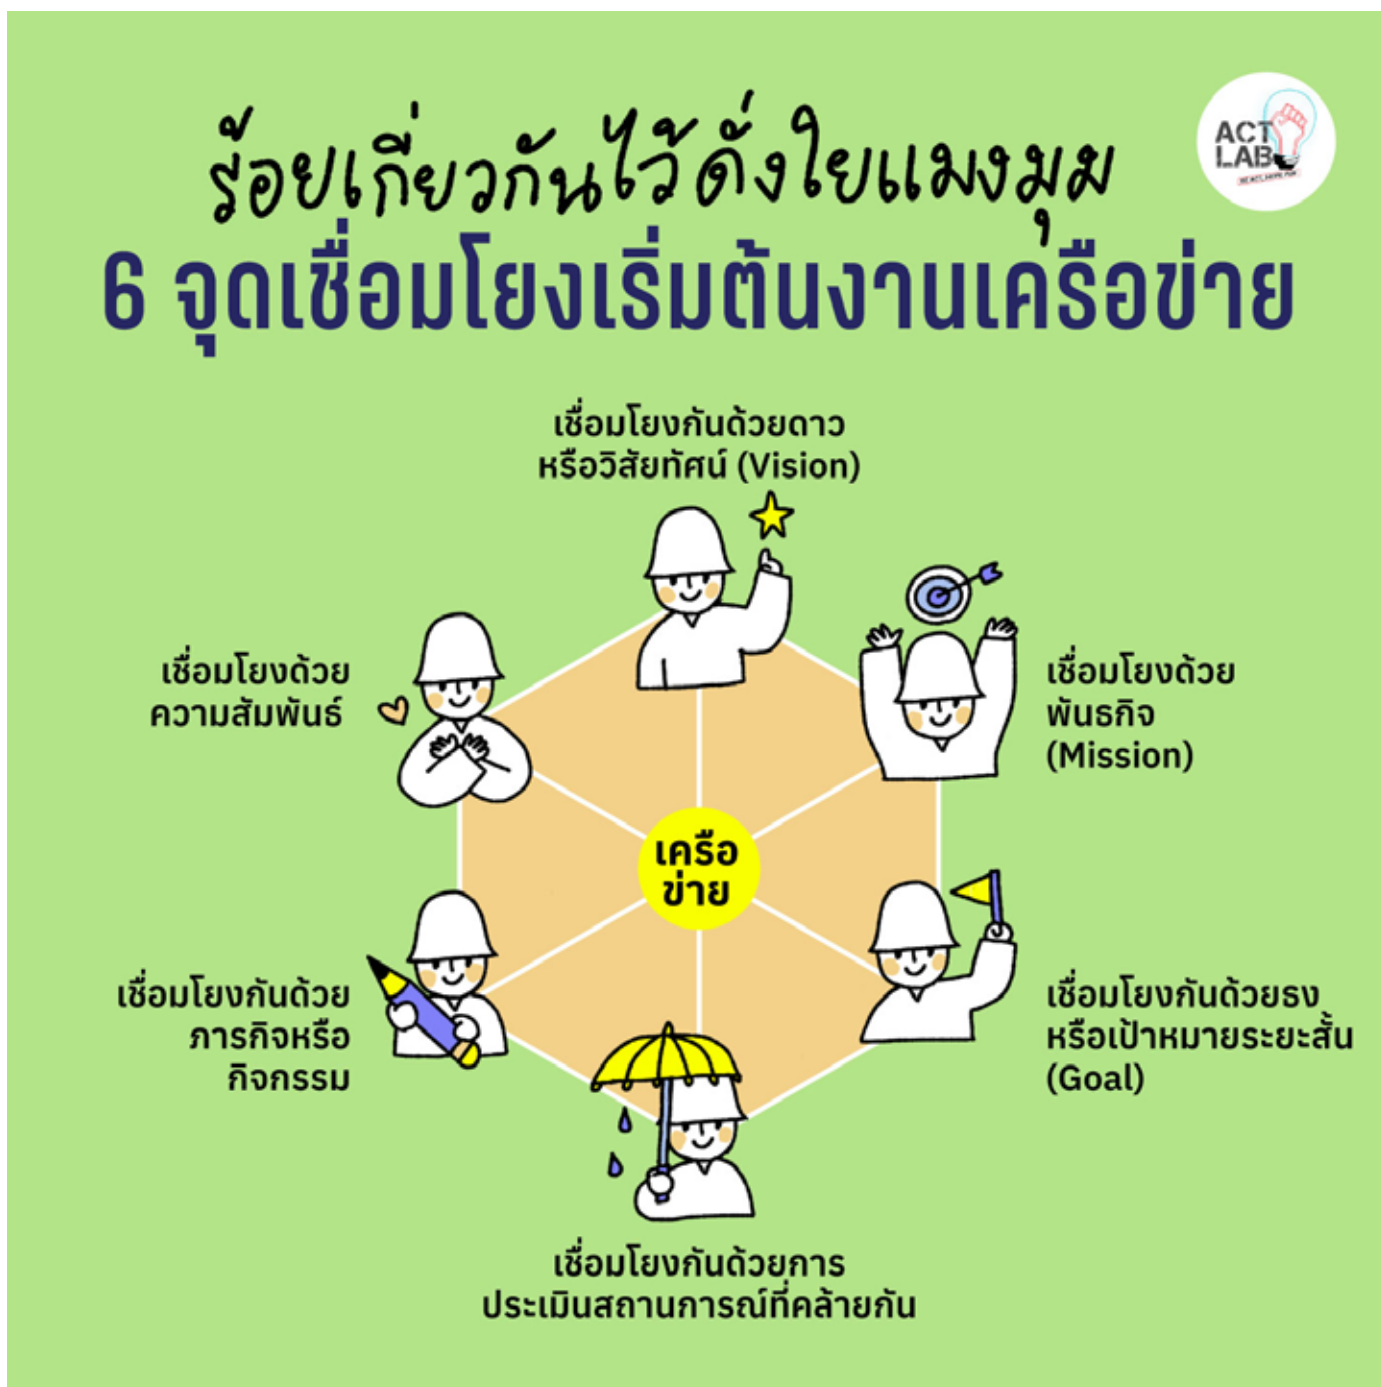 ร้อยเกี่ยวกันไว้ดั่งใยแมงมุม
ACT
LAB
6 จุดเชื่อมโยงเริ่มต้นงานเครือข่าย
เชื่อมโยงกันด้วยดาว
หรือวิสัยทัศน์ (Vision)
เชื่อมโยงด้วย
ความสัมพันธ์
เชื่อมโยงด้วย
พันธกิจ
(Mission)
เครือ
ข่าย
เชื่อมโยงกันด้วย
ภารกิจหรือ
กิจกรรม
เชื่อมโยงกันด้วยธง
หรือเป้าหมายระยะสั้น
(Goal)
เชื่อมโยงกันด้วยการ
ประเมินสถานการณ์ที่คล้ายกัน